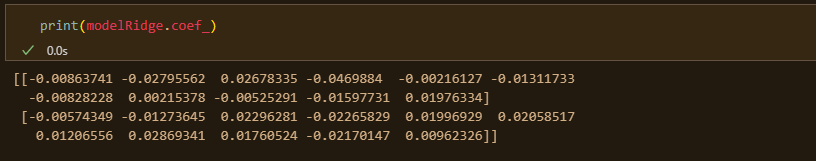 print(modelRidge.coef_)
0.0s
[[-0.00863741 -0.02795562  0.02678335 -0.0469884  -0.00216127 -0.01311733
  -0.00828228  0.00215378 -0.00525291 -0.01597731  0.01976334]
 [-0.00574349 -0.01273645  0.02296281 -0.02265829  0.01996929  0.02058517
   0.01206556  0.02869341  0.01760524 -0.02170147  0.00962326]]